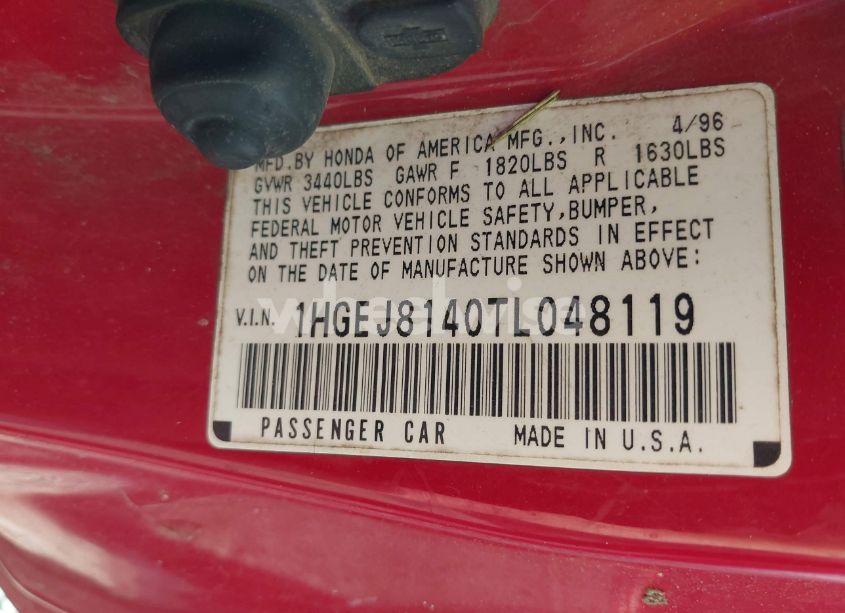 MFD.BY HONDA OF AMERICA MFG.,INC. 4/96
GVWR 3440LBS GAWR F 1820LBS R 1630LBS
THIS VEHICLE CONFORMS TO ALL APPLICABLE
FEDERAL MOTOR VEHICLE SAFETY,BUMPER,
AND THEFT PREVENTION STANDARDS IN EFFECT
ON THE DATE OF MANUFACTURE SHOWN ABOVE:
V.I.N. 1HGEJ8140TL048119
PASSENGER CAR MADE IN U.S.A.